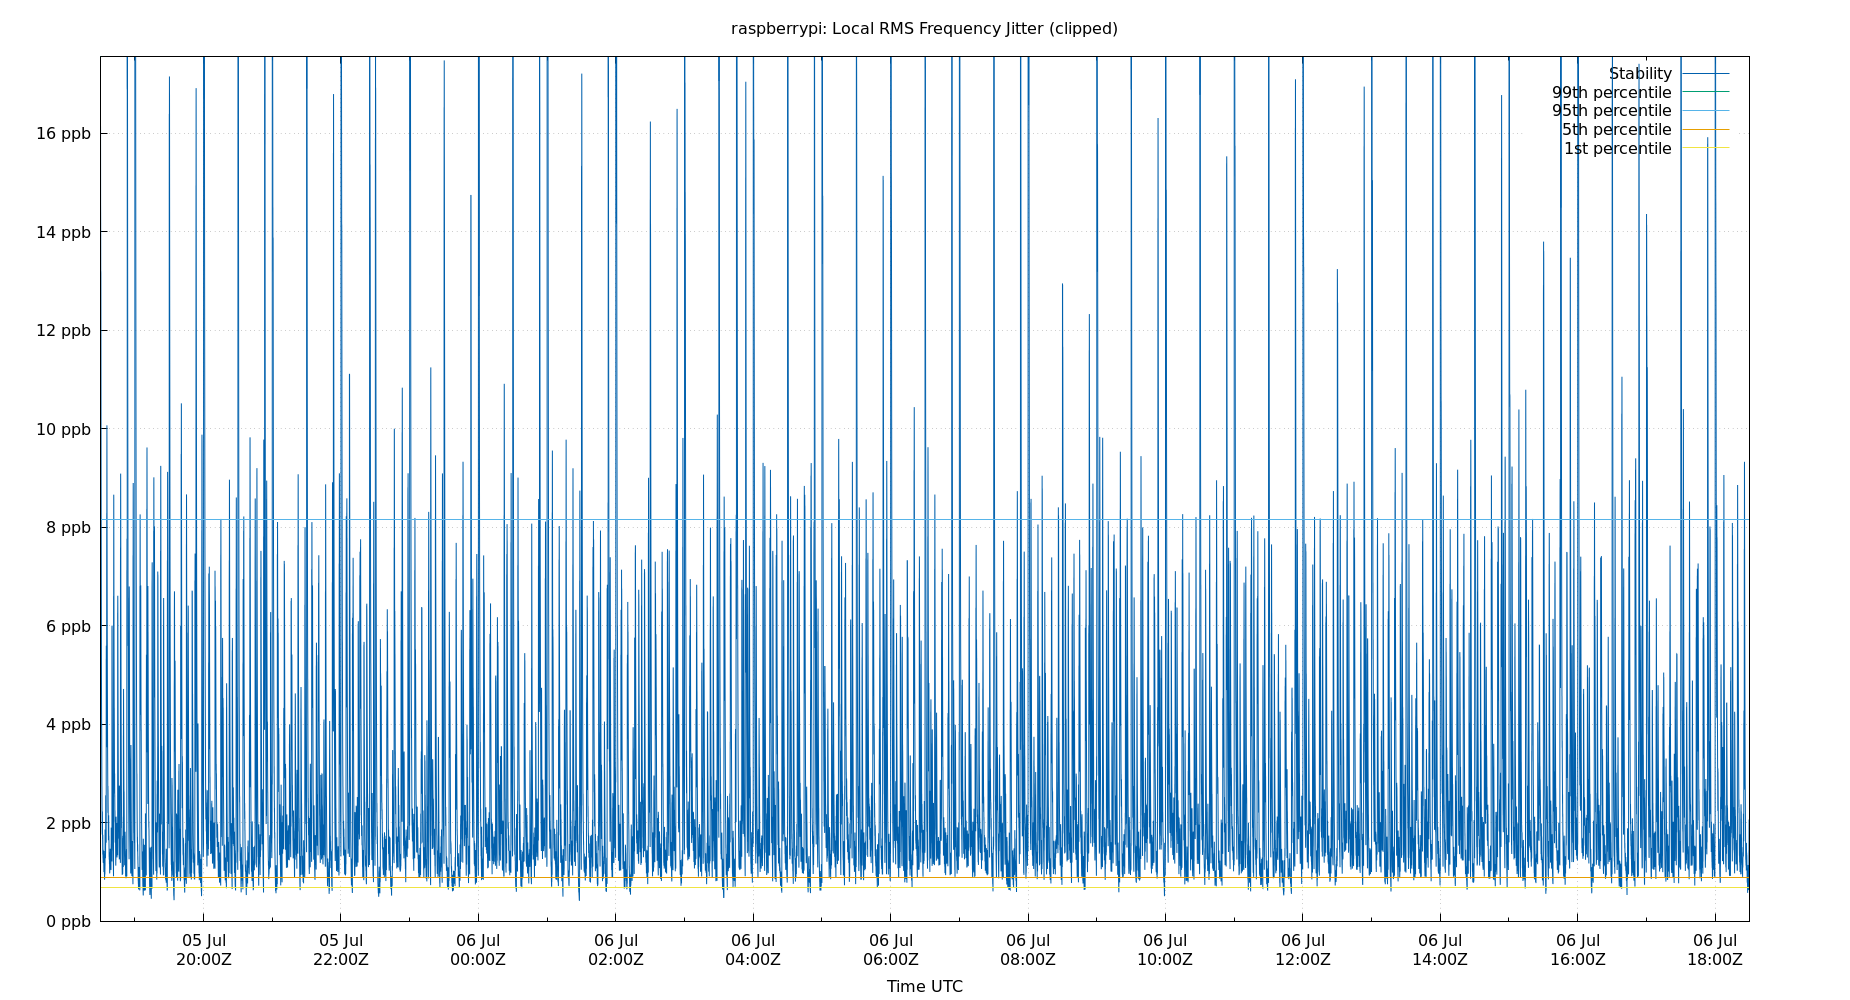 raspberrypi: Local RMS Frequency Jitter (clipped)
Stability
99th percentile
95th percentile
5th percentile
1st percentile
16 ppb
14 ppb
12 ppb
10 ppb
8 ppb
6 ppb
4 ppb
2 ppb
0 ppb
05 Jul 05 Jul 06 Jul 06 Jul 06 Jul 06 Jul 06 Jul 06 Jul 06 Jul 06 Jul 06 Jul 06 Jul
20:00Z 22:00Z 00:00Z 02:00Z 04:00Z 06:00Z 08:00Z 10:00Z 12:00Z 14:00Z 16:00Z 18:00Z
Time UTC